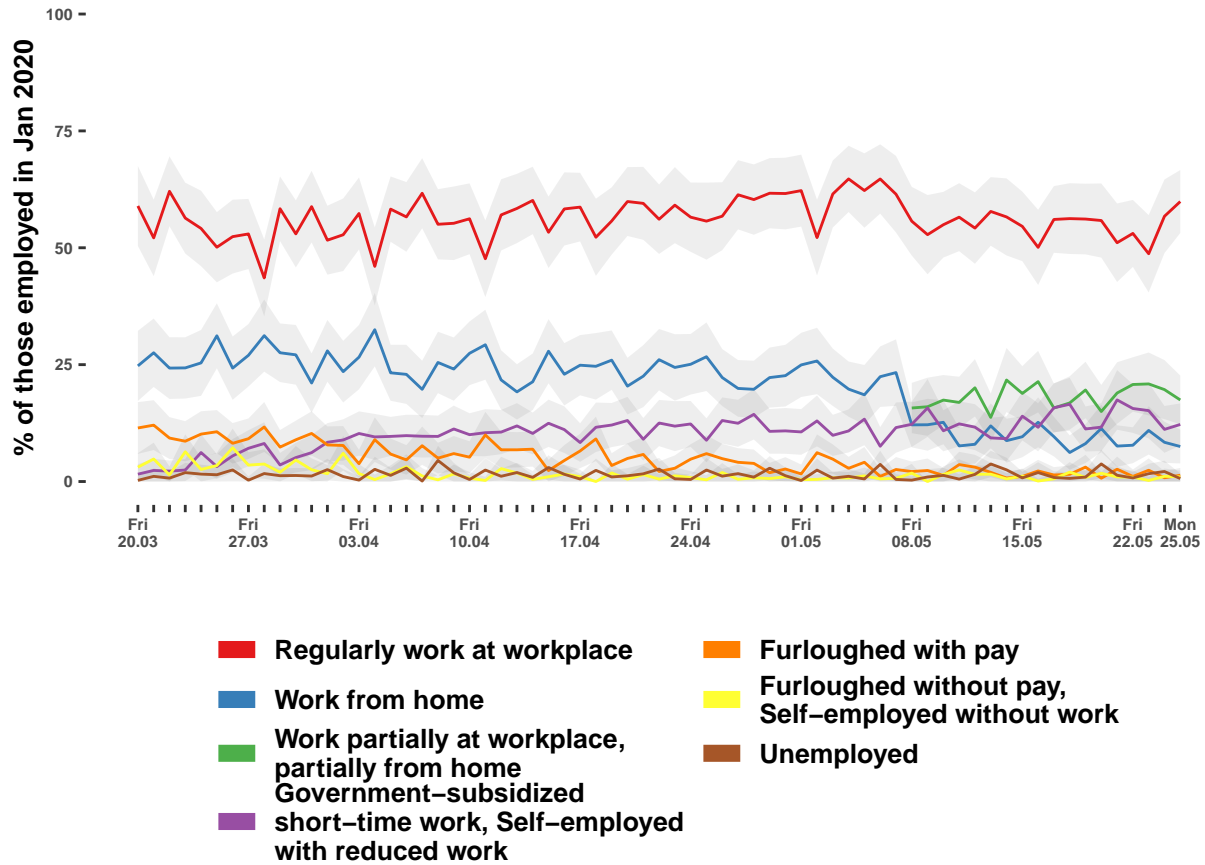 100
75
50
25
0
% of those employed in Jan 2020
Fri
20.03
Fri
27.03
Fri
03.04
Fri
10.04
Fri
17.04
Fri
24.04
Fri
01.05
Fri
08.05
Fri
15.05
Fri
22.05
Mon
25.05
Regularly work at workplace
Work from home
Work partially at workplace,
partially from home
Government−subsidized
short−time work, Self−employed
with reduced work
Furloughed with pay
Furloughed without pay,
Self−employed without work
Unemployed